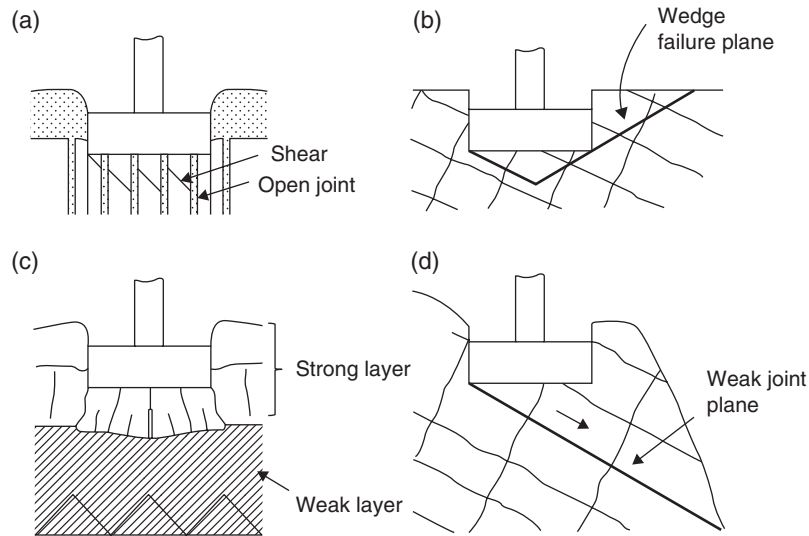 (a)
Shear
Open joint
(b)
Wedge
failure plane
(c)
Strong layer
Weak layer
(d)
Weak joint
plane